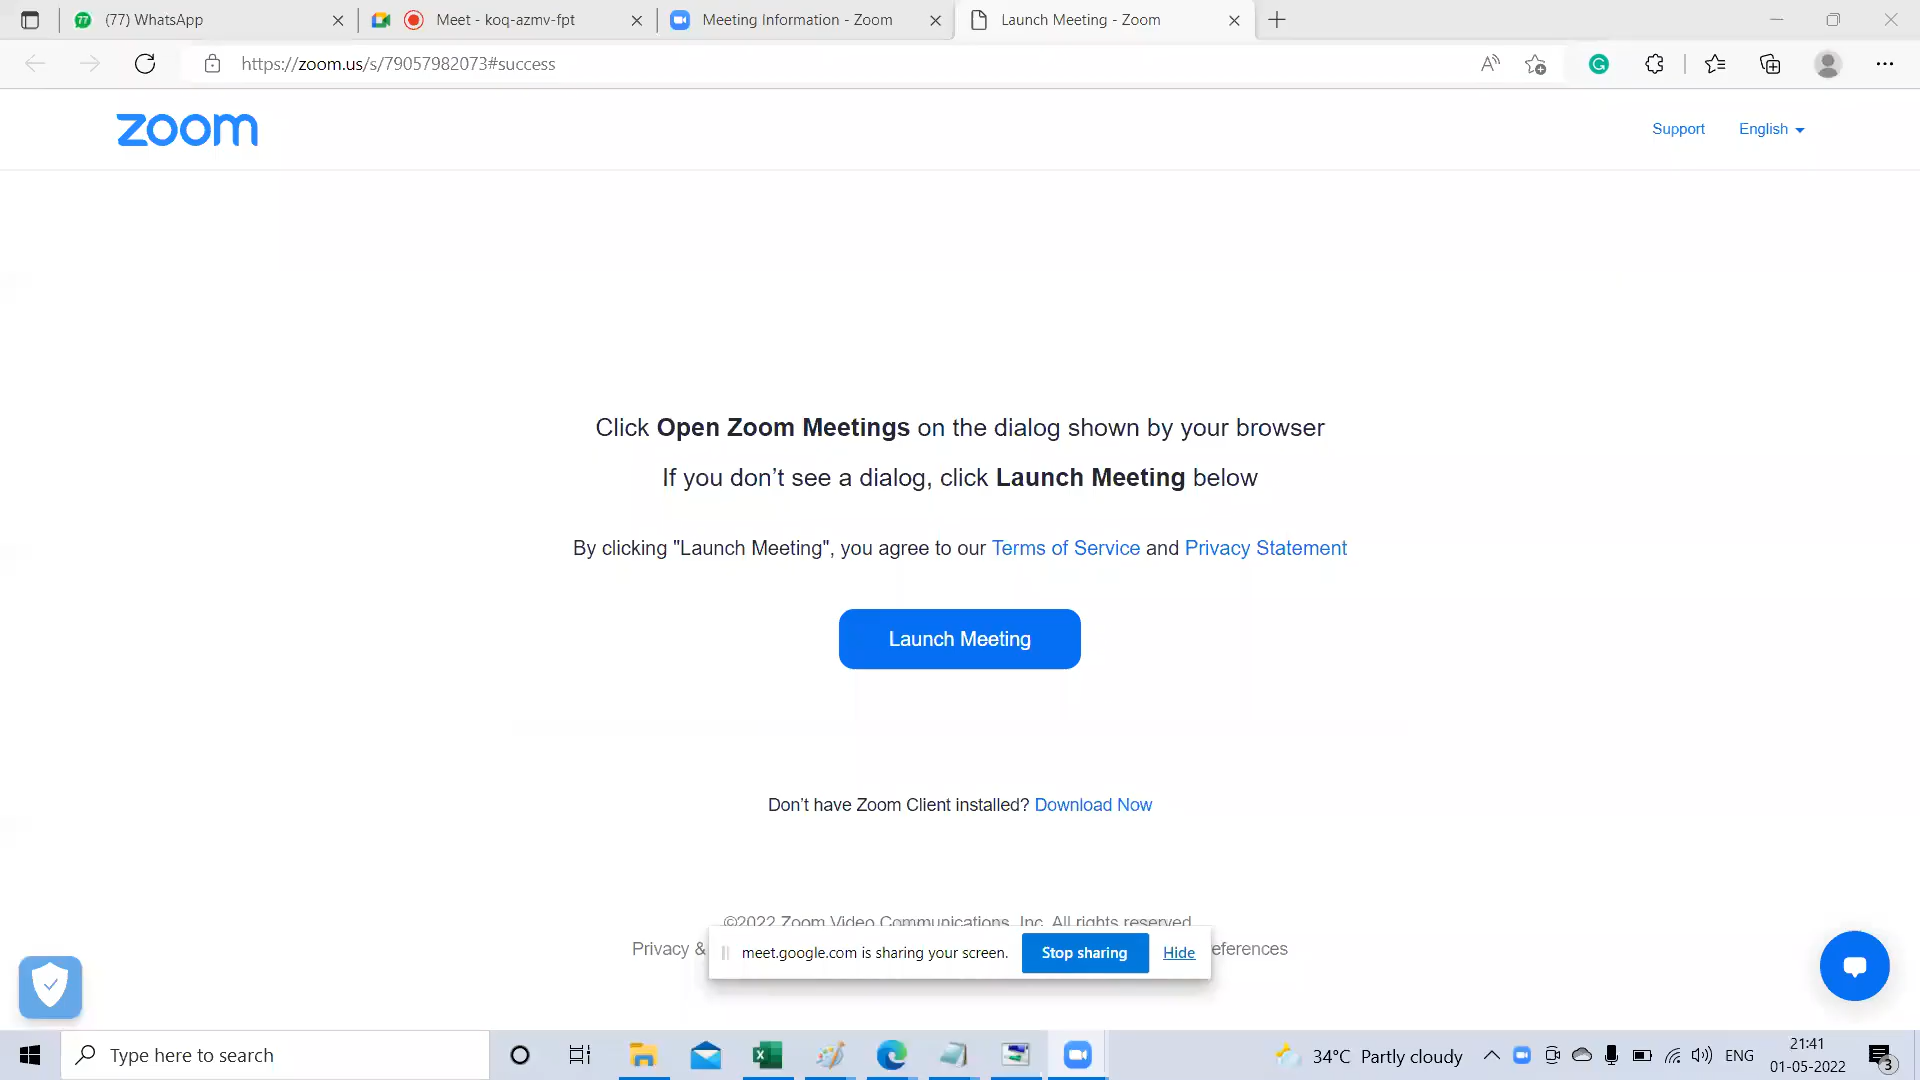 77
(77) WhatsApp
Meet - koq-azmv-fpt
Meeting Information - Zoom
Launch Meeting - Zoom
https://zoom.us/s/79057982073#success
zoom
Support
English
Click Open Zoom Meetings on the dialog shown by your browser
If you don’t see a dialog, click Launch Meeting below
By clicking "Launch Meeting", you agree to our Terms of Service and Privacy Statement
Launch Meeting
Don’t have Zoom Client installed? Download Now
©2022 Zoom Video Communications, Inc. All rights reserved
Privacy &
meet.google.com is sharing your screen.
Stop sharing
Hide
eferences
Type here to search
34°C Partly cloudy
ENG
21:41
01-05-2022
3